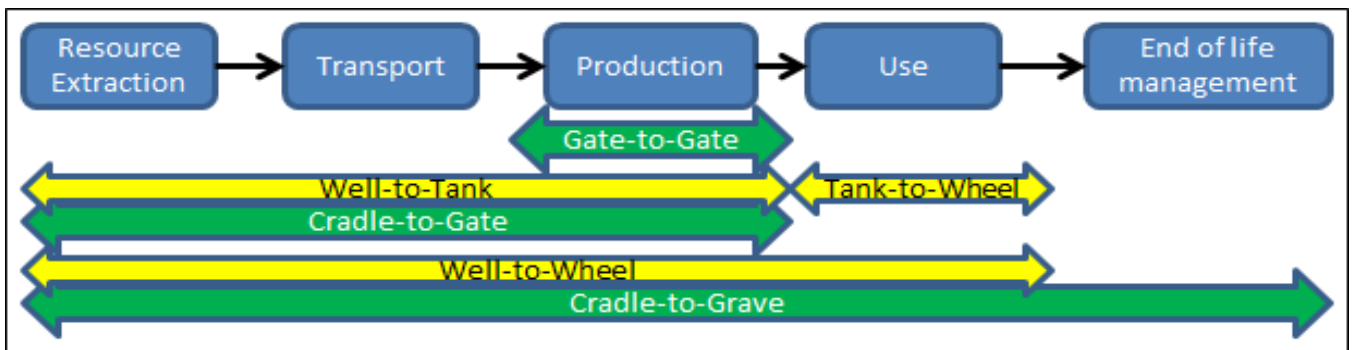 Resource
Extraction
Transport
Production
Use
End of life
management
Gate-to-Gate
Well-to-Tank
Tank-to-Wheel
Cradle-to-Gate
Well-to-Wheel
Cradle-to-Grave